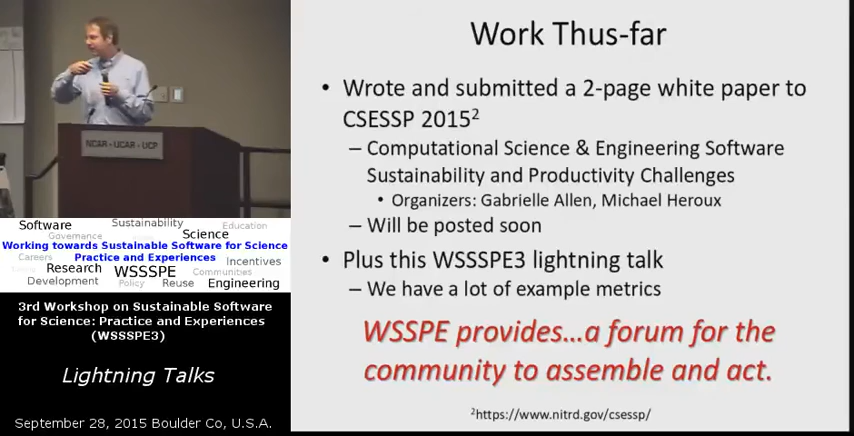 NCAR - UCAR - UCP
Software
Sustainability
Education
Governance
Science
Working towards Sustainable Software for Science
Practice and Experiences
Careers
Incentives
Research
WSSSPE
Communities
Development
Policy
Reuse
Engineering
3rd Workshop on Sustainable Software
for Science: Practice and Experiences
(WSSSPE3)
Lightning Talks
September 28, 2015 Boulder Co, U.S.A.
Work Thus-far
• Wrote and submitted a 2-page white paper to
CSESSP 2015²
– Computational Science & Engineering Software
Sustainability and Productivity Challenges
• Organizers: Gabrielle Allen, Michael Heroux
– Will be posted soon
• Plus this WSSSPE3 lightning talk
– We have a lot of example metrics
WSSPE provides...a forum for the
community to assemble and act.
²https://www.nitrd.gov/csessp/